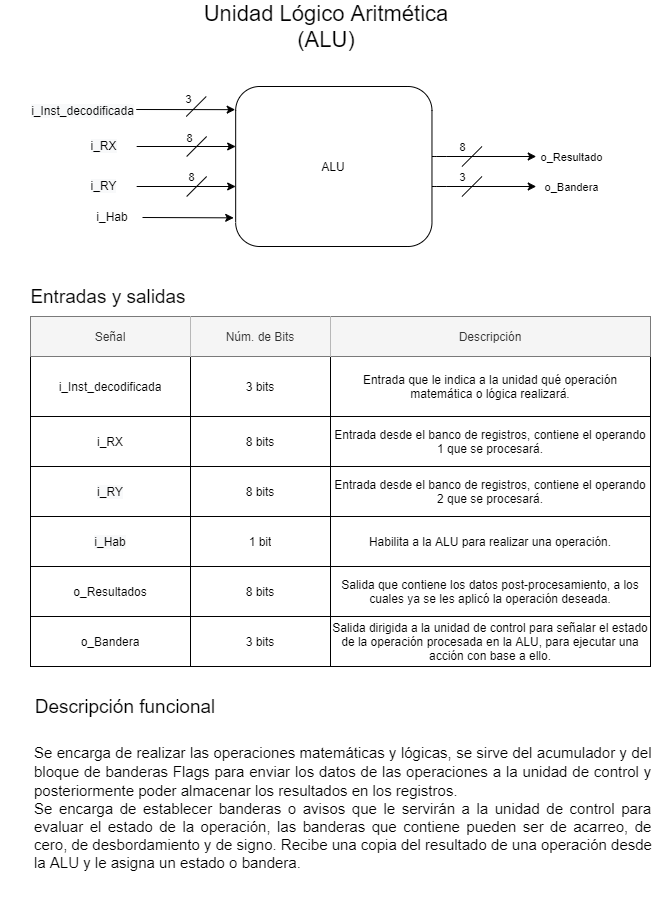 Unidad Lógico Aritmética
(ALU)
i_Inst_decodificada
3
i_RX
8
i_RY
8
i_Hab
ALU
8
o_Resultado
3
o_Bandera
Entradas y salidas
Señal Núm. de Bits Descripción
i_Inst_decodificada 3 bits Entrada que le indica a la unidad qué operación
matemática o lógica realizará.
i_RX 8 bits Entrada desde el banco de registros, contiene el operando
1 que se procesará.
i_RY 8 bits Entrada desde el banco de registros, contiene el operando
2 que se procesará.
i_Hab 1 bit Habilita a la ALU para realizar una operación.
o_Resultados 8 bits Salida que contiene los datos post-procesamiento, a los
cuales ya se les aplicó la operación deseada.
o_Bandera 3 bits Salida dirigida a la unidad de control para señalar el estado
de la operación procesada en la ALU, para ejecutar una
acción con base a ello.
Descripción funcional
Se encarga de realizar las operaciones matemáticas y lógicas, se sirve del acumulador y del
bloque de banderas Flags para enviar los datos de las operaciones a la unidad de control y
posteriormente poder almacenar los resultados en los registros.
Se encarga de establecer banderas o avisos que le servirán a la unidad de control para
evaluar el estado de la operación, las banderas que contiene pueden ser de acarreo, de
cero, de desbordamiento y de signo. Recibe una copia del resultado de una operación desde
la ALU y le asigna un estado o bandera.